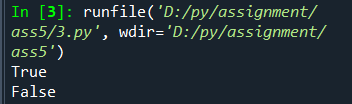 In [3]: runfile('D:/py/assignment/
ass5/3.py', wdir='D:/py/assignment/
ass5')
True
False